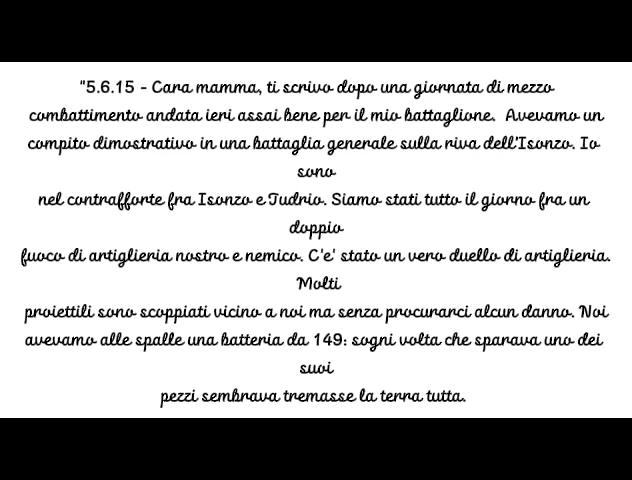 "5.6.15 - Cara mamma, ti scrivo dopo una giornata di mezzo
combattimento andata ieri assai bene per il mio battaglione. Avevamo un
compito dimostrativo in una battaglia generale sulla riva dell'Isonzo. Io
sono
nel contrafforte fra Isonzo e Tudrio. Siamo stati tutto il giorno fra un
doppio
fuoco di artiglieria nostro e nemico. C'e' stato un vero duello di artiglieria.
Molti
proiettili sono scoppiati vicino a noi ma senza procurarci alcun danno. Noi
avevamo alle spalle una batteria da 149: sogni volta che sparava uno dei
suoi
pezzi sembrava tremasse la terra tutta.